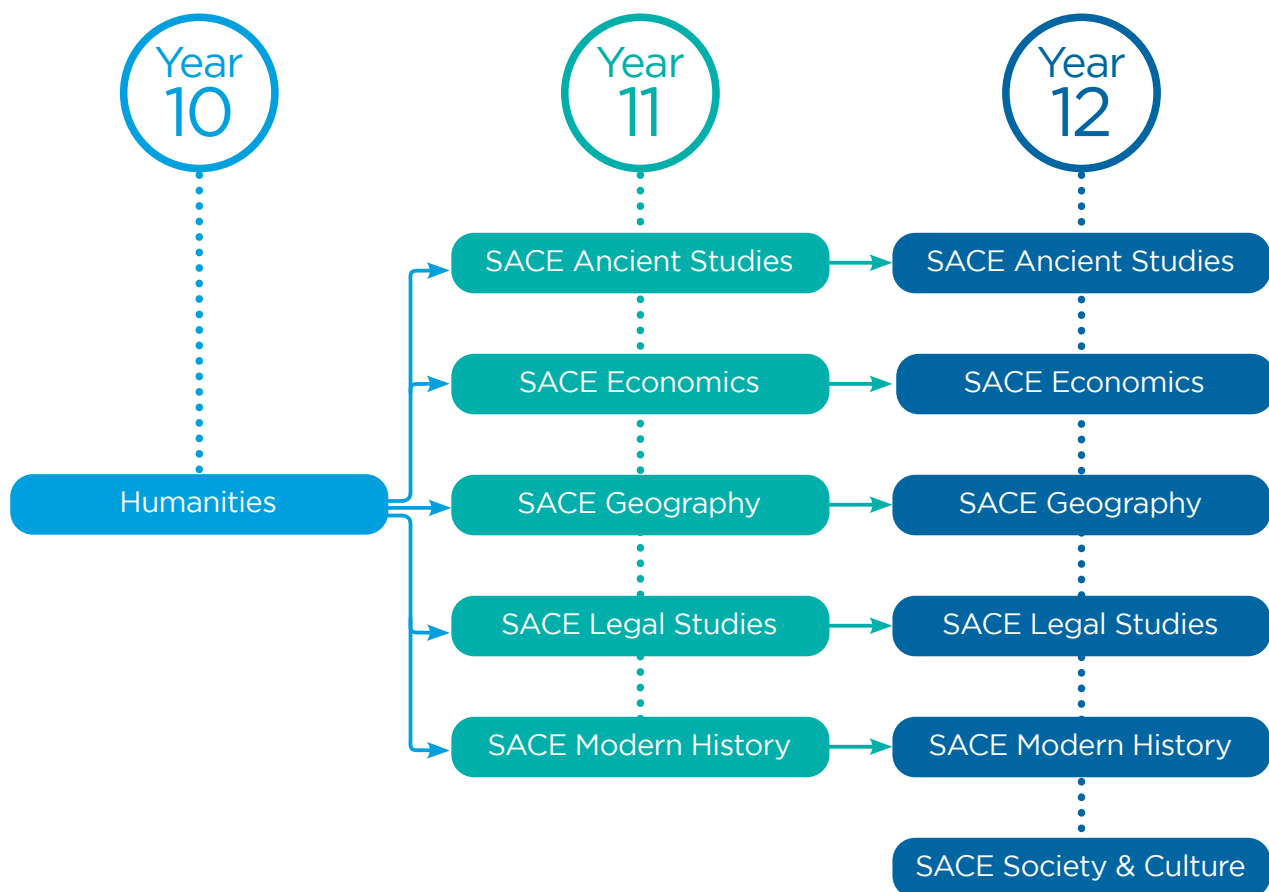 Year
10
Year
11
Year
12
SACE Ancient Studies
SACE Ancient Studies
SACE Economics
SACE Economics
Humanities
SACE Geography
SACE Geography
SACE Legal Studies
SACE Legal Studies
SACE Modern History
SACE Modern History
SACE Society & Culture